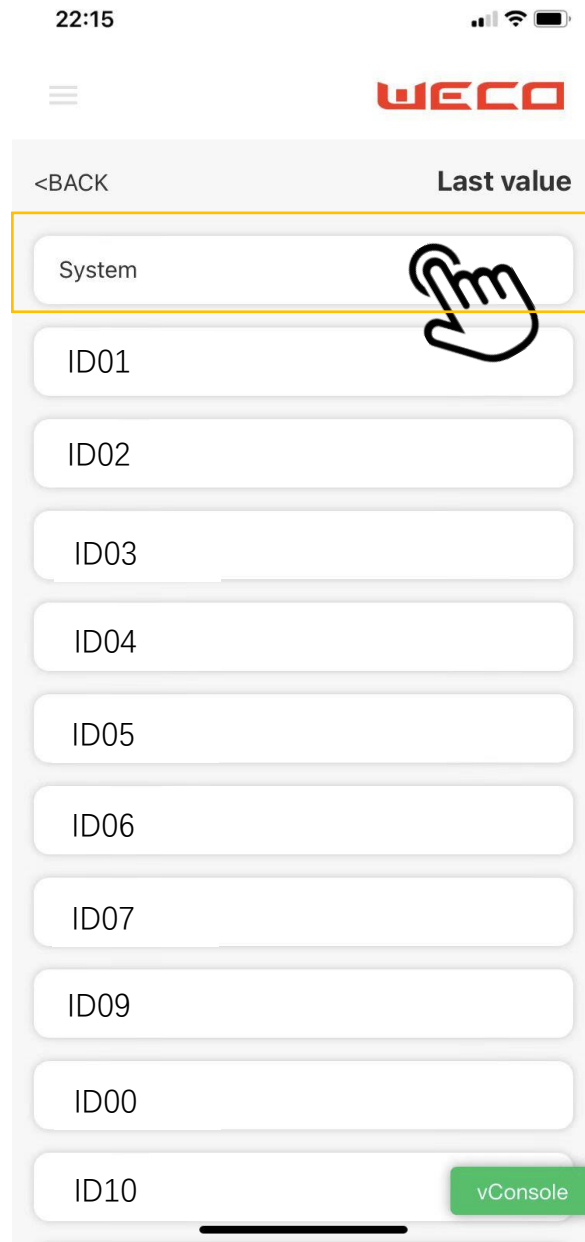 22:15
WECO
<BACK
Last value
System
ID01
ID02
ID03
ID04
ID05
ID06
ID07
ID09
ID00
ID10
vConsole